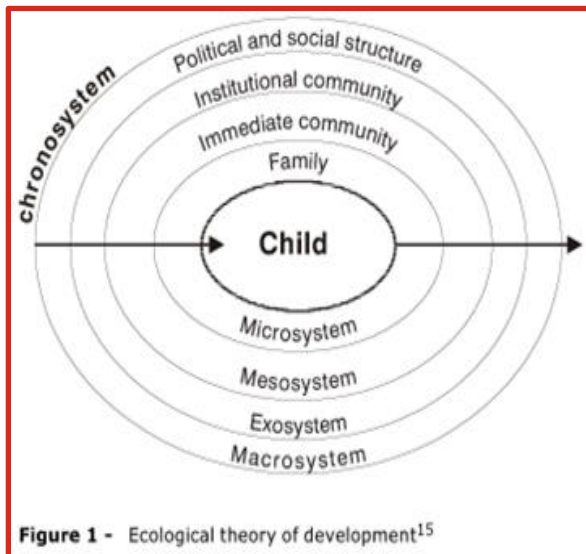 Political and social structure
Institutional community
Immediate community
Family
chronosystem
Child
Microsystem
Mesosystem
Exosystem
Macrosystem
Figure 1 - Ecological theory of development15